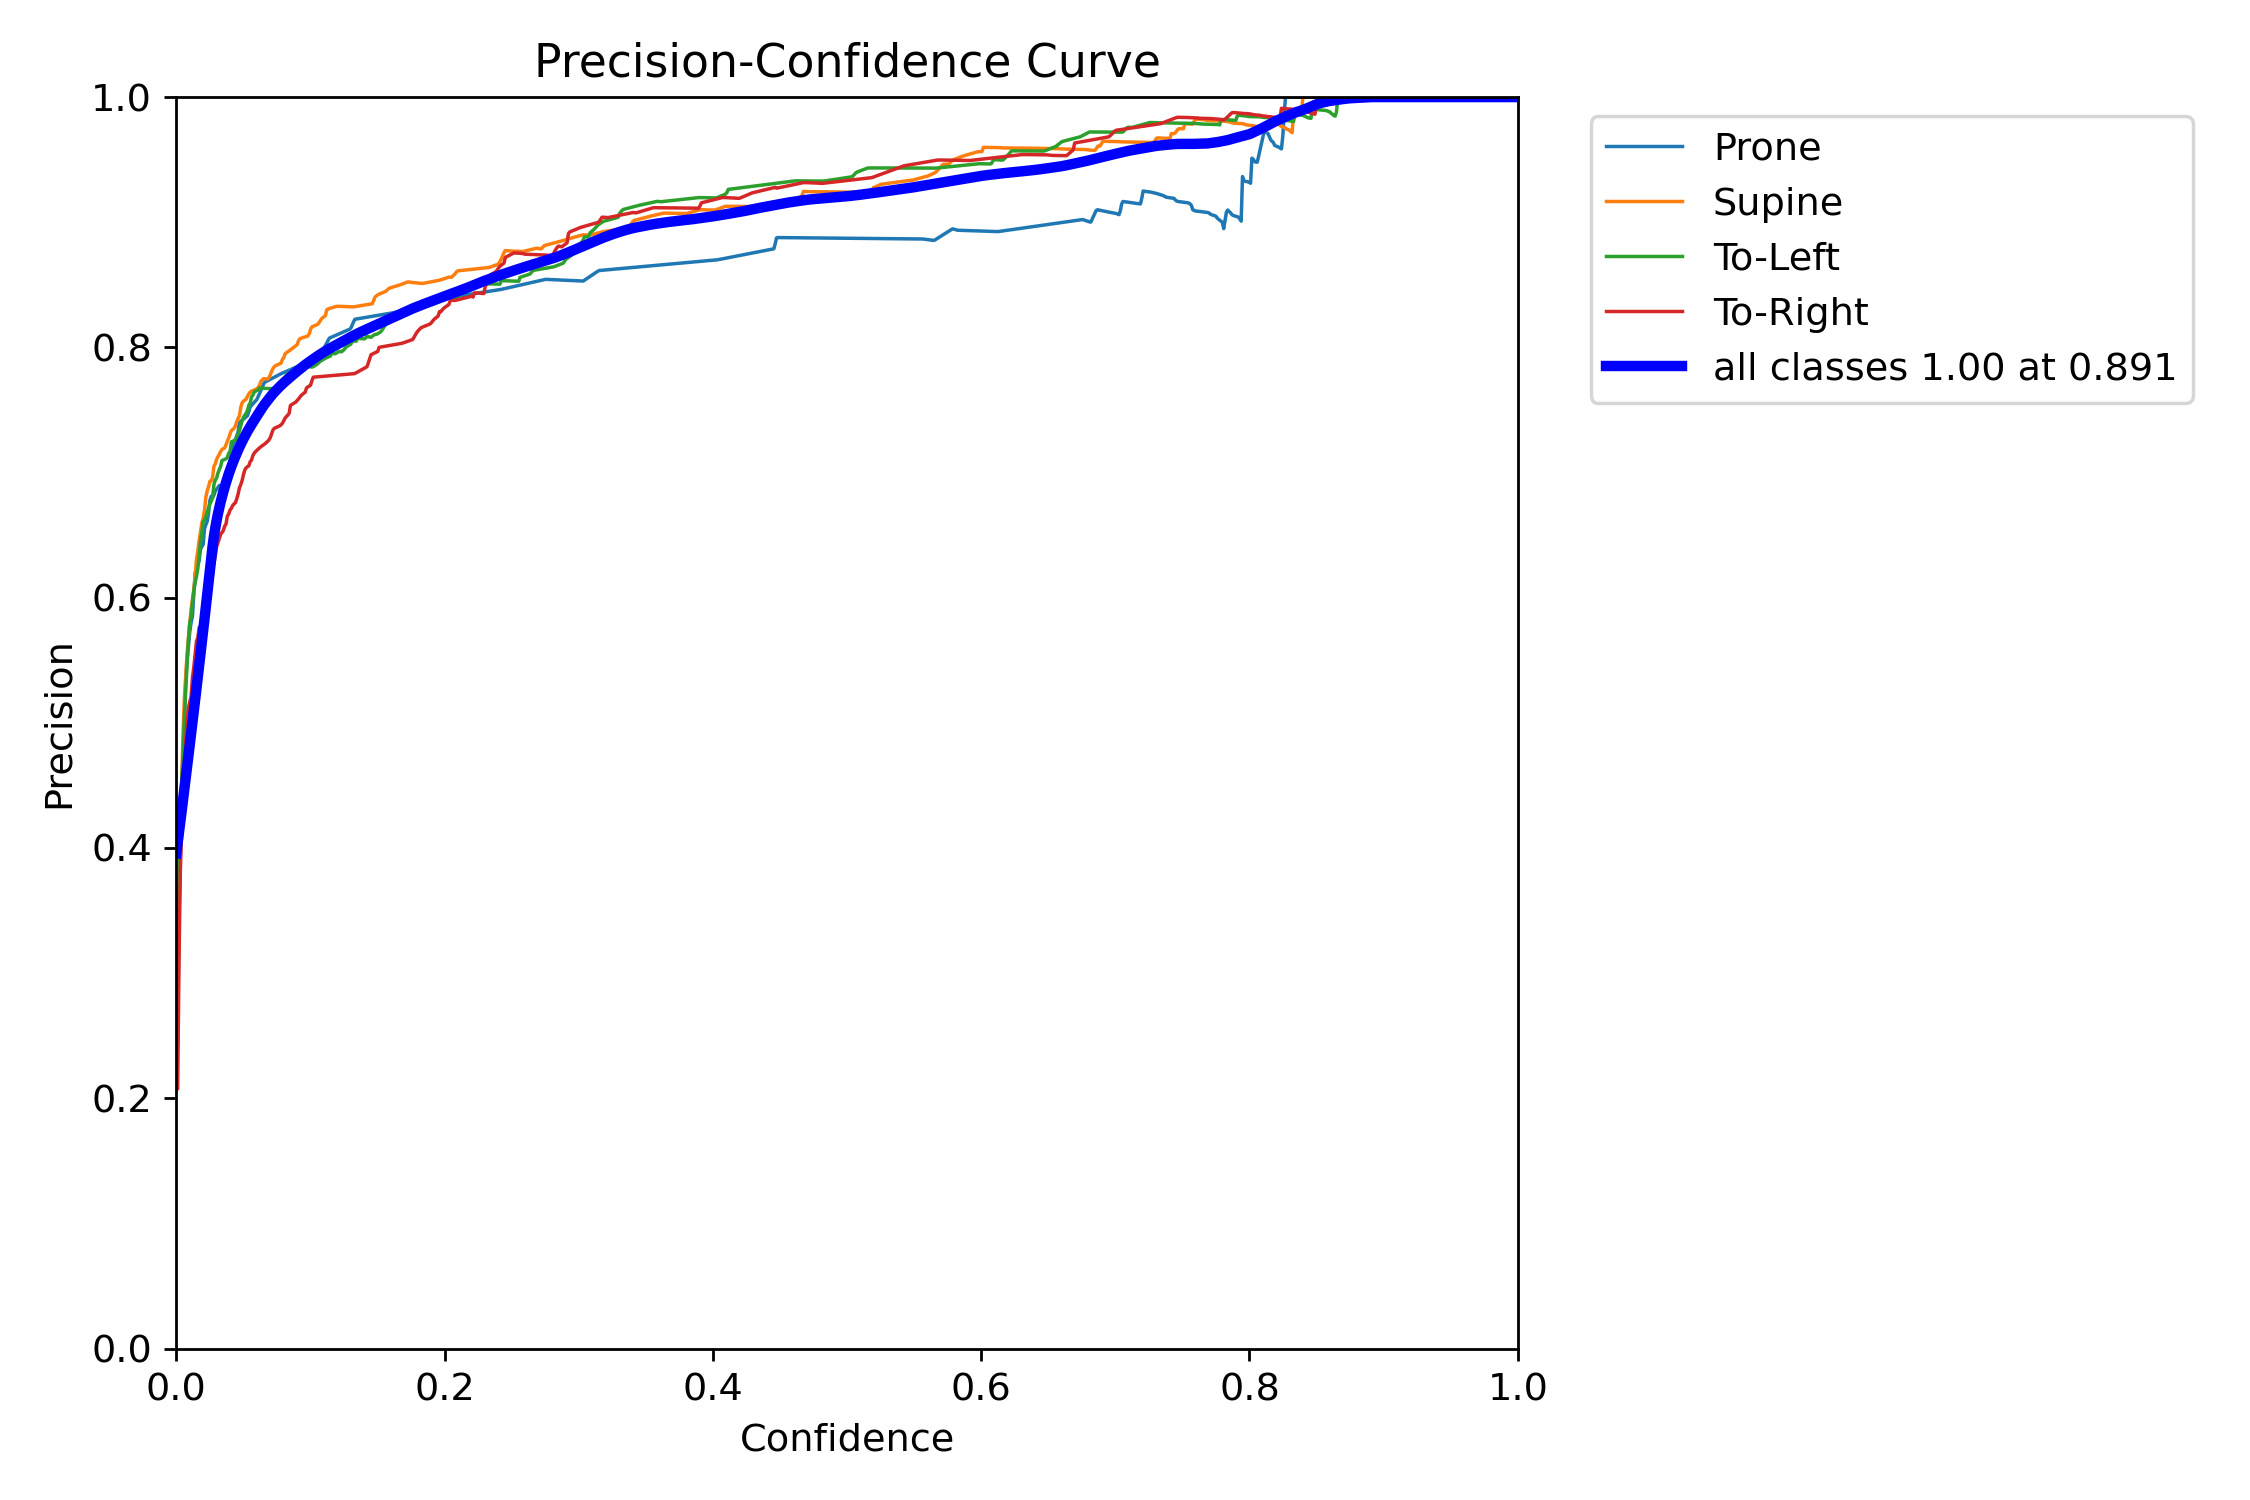 Precision-Confidence Curve
1.0
0.8
0.6
0.4
0.2
0.0
Precision
0.0 0.2 0.4 0.6 0.8 1.0
Confidence
Prone
Supine
To-Left
To-Right
all classes 1.00 at 0.891